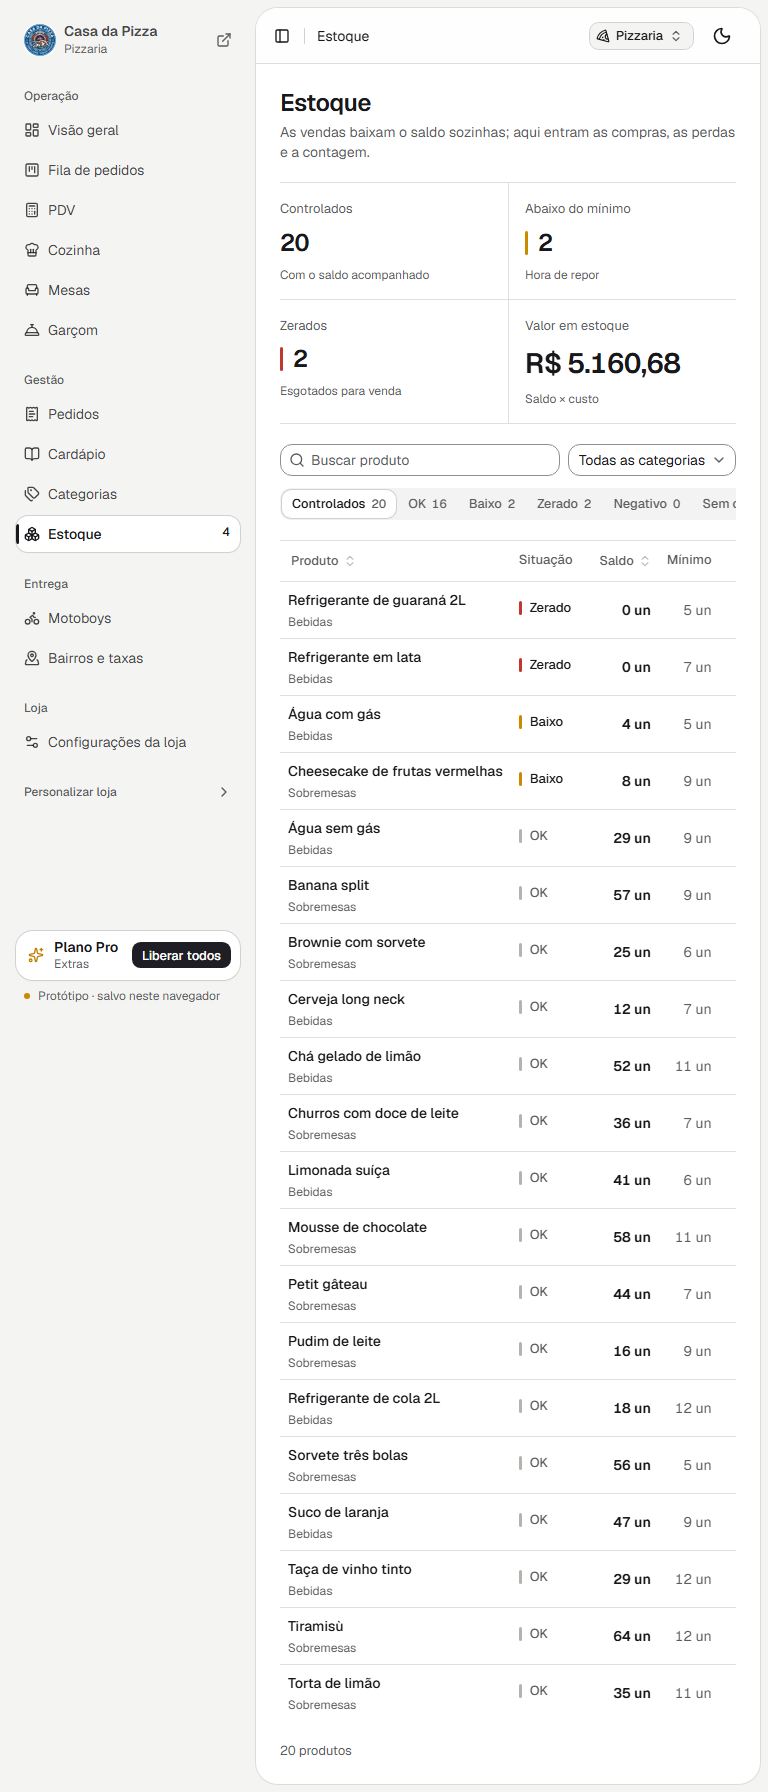 Casa da Pizza
Pizzaria
Operação
Visão geral
Fila de pedidos
PDV
Cozinha
Mesas
Garçom
Gestão
Pedidos
Cardápio
Categorias
Estoque 4
Entrega
Motoboys
Bairros e taxas
Loja
Configurações da loja
Personalizar loja
Plano Pro
Extras
Liberar todos
Protótipo · salvo neste navegador
Estoque
Pizzaria
Estoque
As vendas baixam o saldo sozinhas; aqui entram as compras, as perdas
e a contagem.
Controlados
20
Com o saldo acompanhado
Abaixo do mínimo
2
Hora de repor
Zerados
2
Esgotados para venda
Valor em estoque
R$ 5.160,68
Saldo × custo
Buscar produto
Todas as categorias
Controlados 20 OK 16 Baixo 2 Zerado 2 Negativo 0 Sem
Produto Situação Saldo Mínimo
Refrigerante de guaraná 2L Zerado 0 un 5 un
Bebidas
Refrigerante em lata Zerado 0 un 7 un
Bebidas
Água com gás Baixo 4 un 5 un
Bebidas
Cheesecake de frutas vermelhas Baixo 8 un 9 un
Sobremesas
Água sem gás OK 29 un 9 un
Bebidas
Banana split OK 57 un 9 un
Sobremesas
Brownie com sorvete OK 25 un 6 un
Sobremesas
Cerveja long neck OK 12 un 7 un
Bebidas
Chá gelado de limão OK 52 un 11 un
Bebidas
Churros com doce de leite OK 36 un 7 un
Sobremesas
Limonada suíça OK 41 un 6 un
Bebidas
Mousse de chocolate OK 58 un 11 un
Sobremesas
Petit gâteau OK 44 un 7 un
Sobremesas
Pudim de leite OK 16 un 9 un
Sobremesas
Refrigerante de cola 2L OK 18 un 12 un
Bebidas
Sorvete três bolas OK 56 un 5 un
Sobremesas
Suco de laranja OK 47 un 9 un
Bebidas
Taça de vinho tinto OK 29 un 12 un
Bebidas
Tiramisù OK 64 un 12 un
Sobremesas
Torta de limão OK 35 un 11 un
Sobremesas
20 produtos